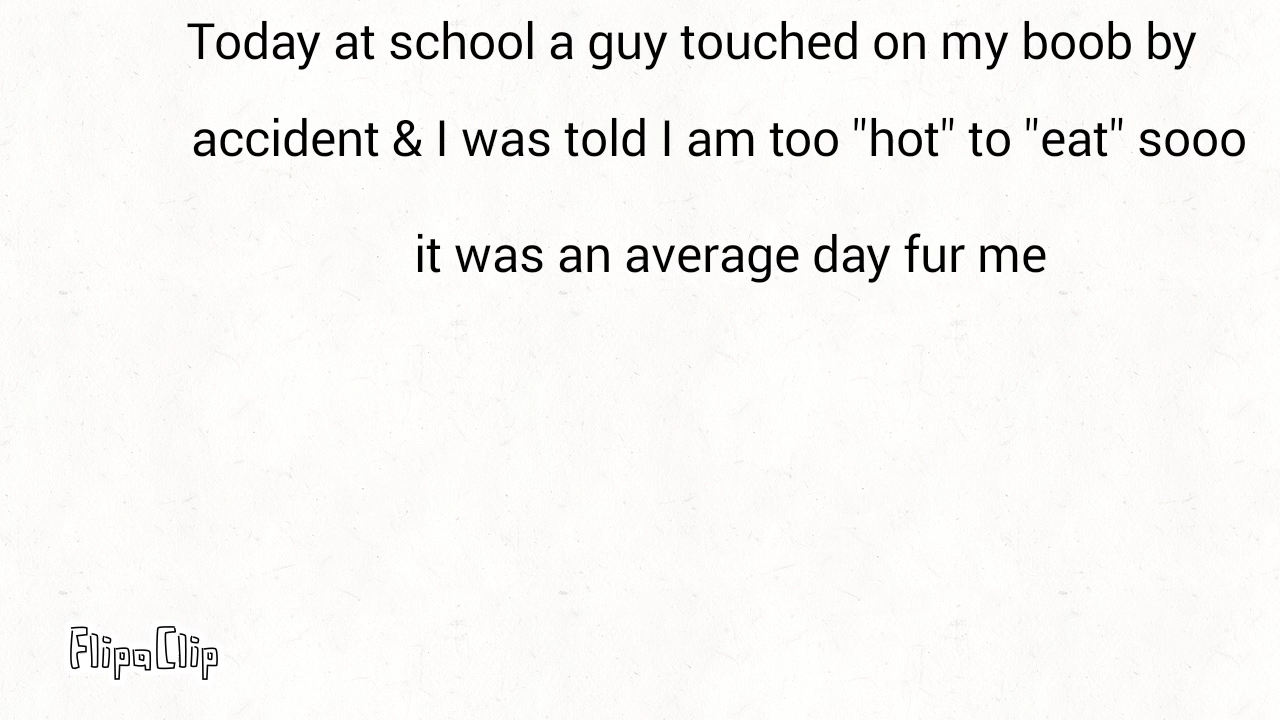 Today at school a guy touched on my boob by
accident & I was told I am too "hot" to "eat" sooo
it was an average day fur me
FlipaClip